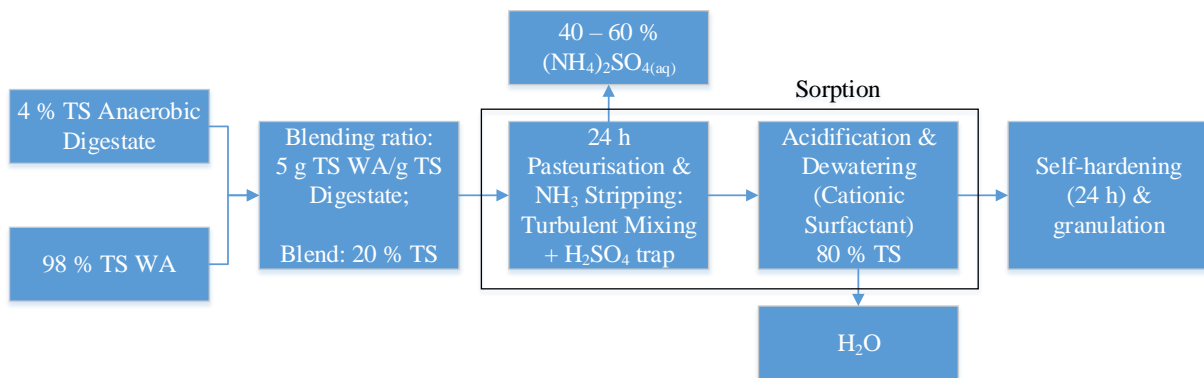 40 – 60 %
(NH₄)₂SO₄₍ₐq₎
Sorption
4 % TS Anaerobic
Digestate
98 % TS WA
Blending ratio:
5 g TS WA/g TS
Digestate;
Blend: 20 % TS
24 h
Pasteurisation &
NH₃ Stripping:
Turbulent Mixing
+ H₂SO₄ trap
Acidification &
Dewatering
(Cationic
Surfactant)
80 % TS
Self-hardening
(24 h) &
granulation
H₂O